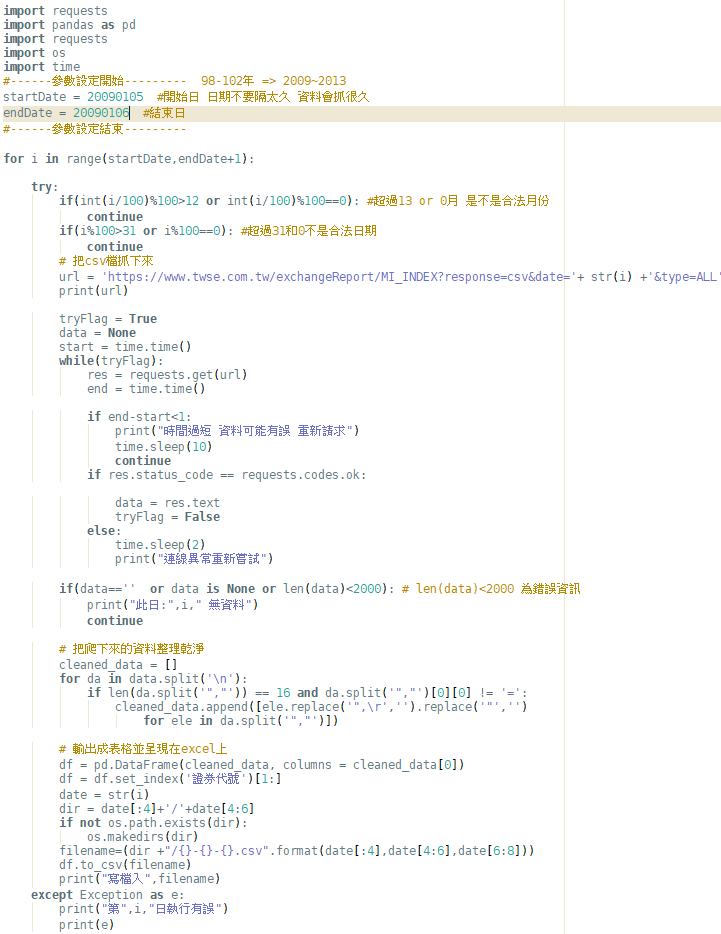 import requests
import pandas as pd
import requests
import os
import time
#------參數設定開始---------  98-102年 => 2009~2013
startDate = 20090105  #開始日 日期不要隔太久 資料會抓很久
endDate = 20090106  #結束日
#------參數設定結束---------
for i in range(startDate,endDate+1):
    try:
        if(int(i/100)%100>12 or int(i/100)%100==0): #超過13 or 0月 是不是合法月份
            continue
        if(i%100>31 or i%100==0): #超過31和0不是合法日期
            continue
        # 把csv檔抓下來
        url = 'https://www.twse.com.tw/exchangeReport/MI_INDEX?response=csv&date='+ str(i) +'&type=ALL'
        print(url)
        tryFlag = True
        data = None
        start = time.time()
        while(tryFlag):
            res = requests.get(url)
            end = time.time()
            if end-start<1:
                print("時間過短 資料可能有誤 重新請求")
                time.sleep(10)
                continue
            if res.status_code == requests.codes.ok:
                data = res.text
                tryFlag = False
            else:
                time.sleep(2)
                print("連線異常重新嘗試")
        if(data==''  or data is None or len(data)<2000): # len(data)<2000 為錯誤資訊
            print("此日:",i," 無資料")
            continue
        # 把爬下來的資料整理乾淨
        cleaned_data = []
        for da in data.split('\n'):
            if len(da.split('","')) == 16 and da.split('","')[0][0] != '=':
                cleaned_data.append([ele.replace('",\r','').replace('"','')
                    for ele in da.split('","')])
        # 輸出成表格並呈現在excel上
        df = pd.DataFrame(cleaned_data, columns = cleaned_data[0])
        df = df.set_index('證券代號')[1:]
        date = str(i)
        dir = date[:4]+'/'+date[4:6]
        if not os.path.exists(dir):
            os.makedirs(dir)
        filename=(dir +"/{}-{}-{}.csv".format(date[:4],date[4:6],date[6:8]))
        df.to_csv(filename)
        print("寫檔入",filename)
    except Exception as e:
        print("第",i,"日執行有誤")
        print(e)